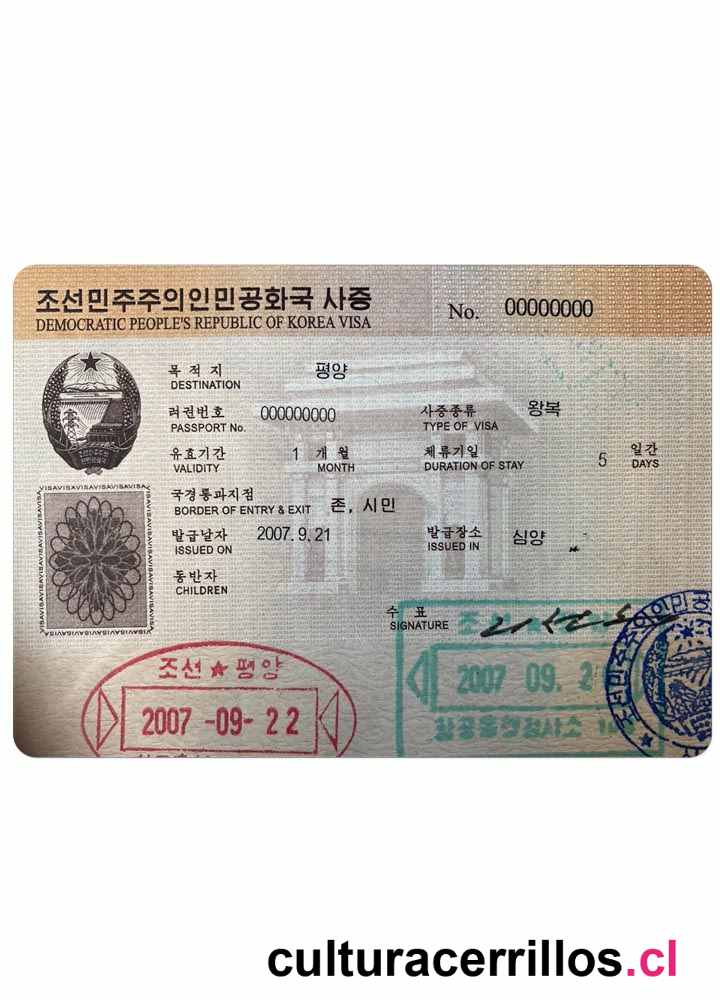 조선민주주의인민공화국 사증
DEMOCRATIC PEOPLE'S REPUBLIC OF KOREA VISA
No. 00000000
목적지 평양
DESTINATION
려권번호 000000000 사증종류 왕복
PASSPORT No. TYPE OF VISA
유효기간 1 개월 체류기일 5 일간
VALIDITY MONTH DURATION OF STAY DAYS
국경통과지점 존, 시민
BORDER OF ENTRY & EXIT
발급날자 2007.9.21 발급장소 심양
ISSUED ON ISSUED IN
동반자
CHILDREN
수 표
SIGNATURE
조선 ★ 평양
2007 -09- 22
조선
2007 09. 2
조선민주주의인민공
culturacerrillos.cl